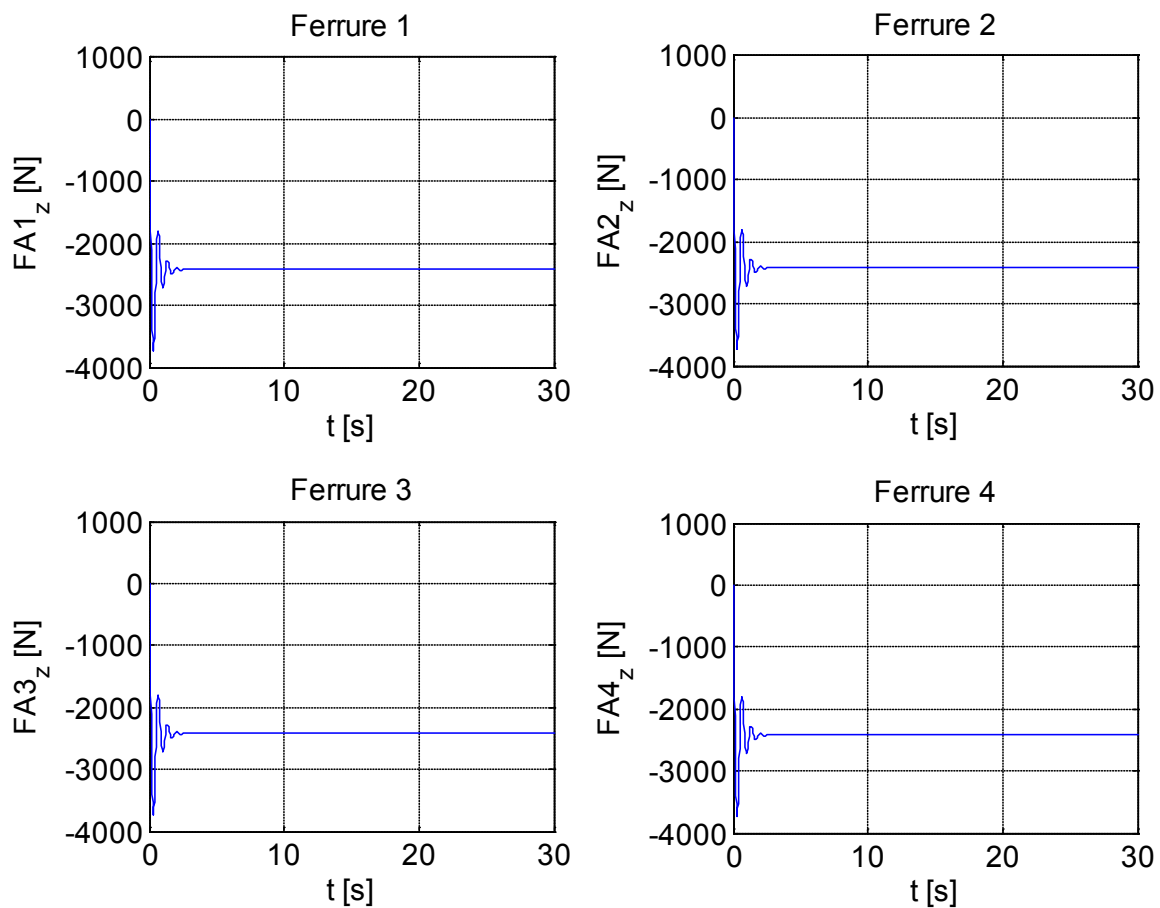 Ferrure 1
1000
0
-1000
-2000
-3000
-4000
FA1z [N]
0 10 20 30
t [s]
Ferrure 2
1000
0
-1000
-2000
-3000
-4000
FA2z [N]
0 10 20 30
t [s]
Ferrure 3
1000
0
-1000
-2000
-3000
-4000
FA3z [N]
0 10 20 30
t [s]
Ferrure 4
1000
0
-1000
-2000
-3000
-4000
FA4z [N]
0 10 20 30
t [s]